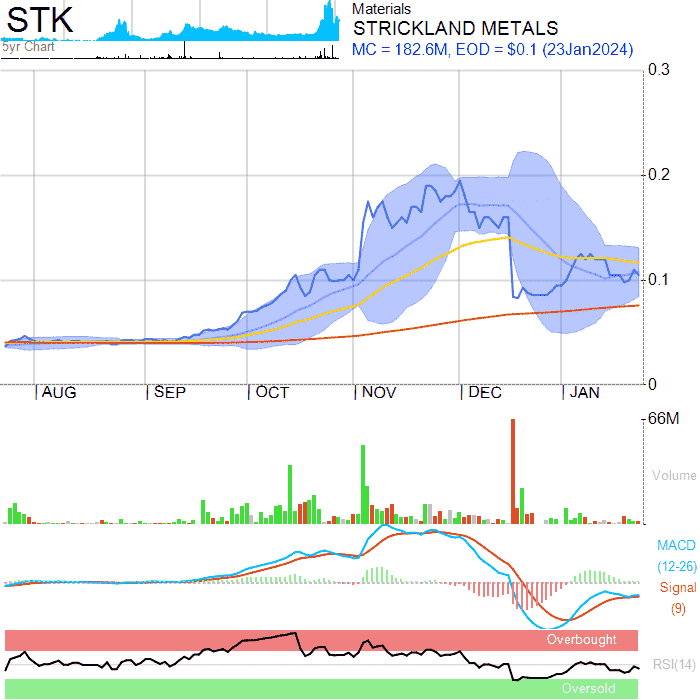 STK
5yr Chart
Materials
STRICKLAND METALS
MC = 182.6M, EOD = $0.1 (23Jan2024)
0.3
0.2
0.1
0
AUG SEP OCT NOV DEC JAN
66M
Volume
MACD
(12-26)
Signal
(9)
Overbought
RSI(14)
Oversold